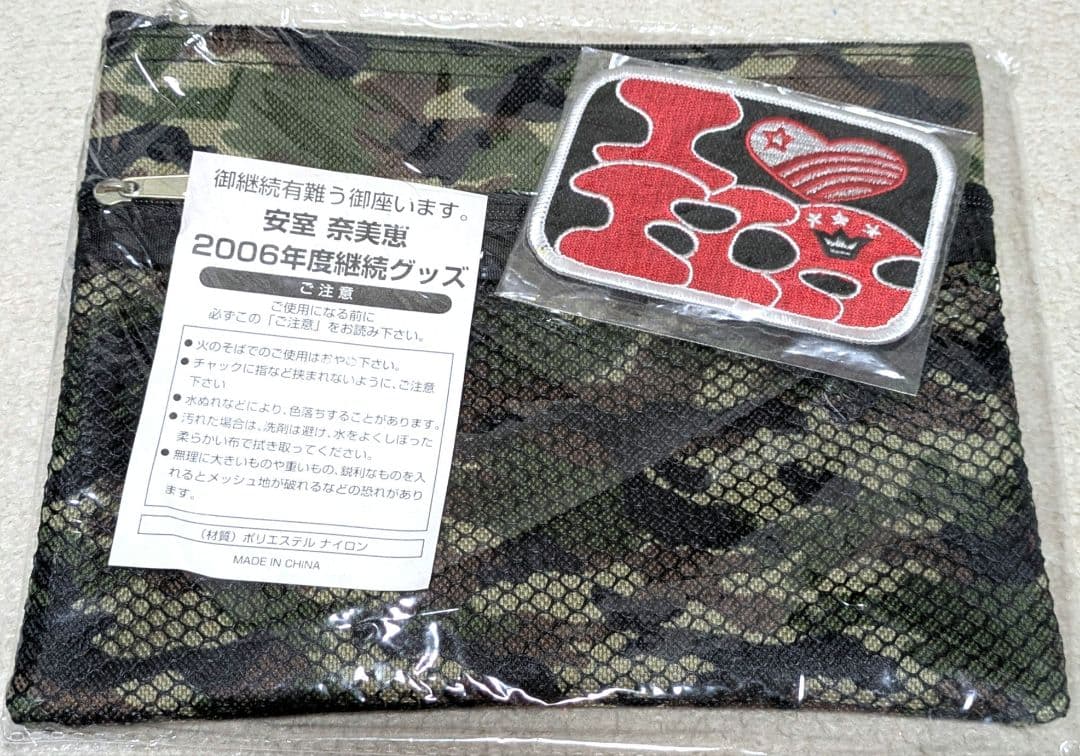 御継続有難う御座います。
安室 奈美恵
2006年度継続グッズ
ご注意
ご使用になる前に
必ずこの「ご注意」をお読み下さい。
●火のそばでのご使用はおやめ下さい。
●チャックに指など挟まれないように、ご注意
下さい
●水ぬれなどにより、色落ちすることがあります。
●汚れた場合は、洗剤は避け、水をよくしぼった
柔らかい布で拭き取ってください。
●無理に大きいものや重いもの、鋭利なものを入
れるとメッシュ地が破れるなどの恐れがあり
ます。
（材質）ポリエステル ナイロン
MADE IN CHINA